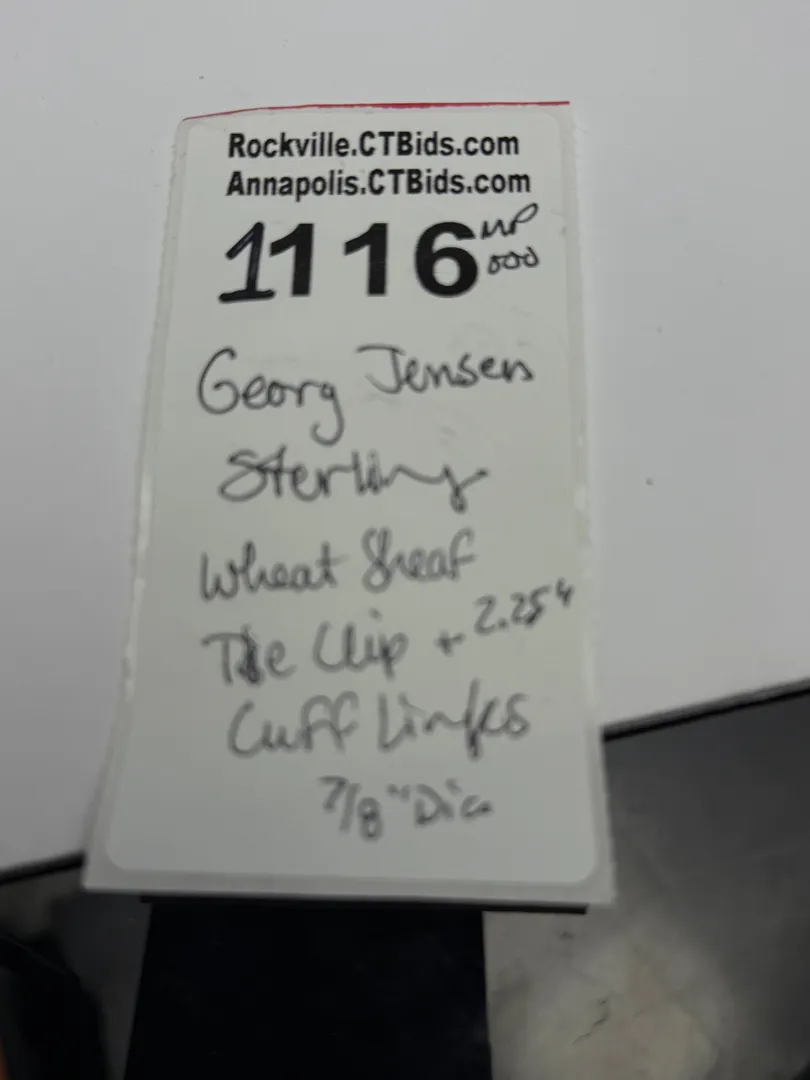 Rockville.CTBids.com
Annapolis.CTBids.com
1116 MP
000
Georg Jensen
Sterling
Wheat Sheaf
Tie Clip + 2.25"
Cuff Links
7/8" Dia